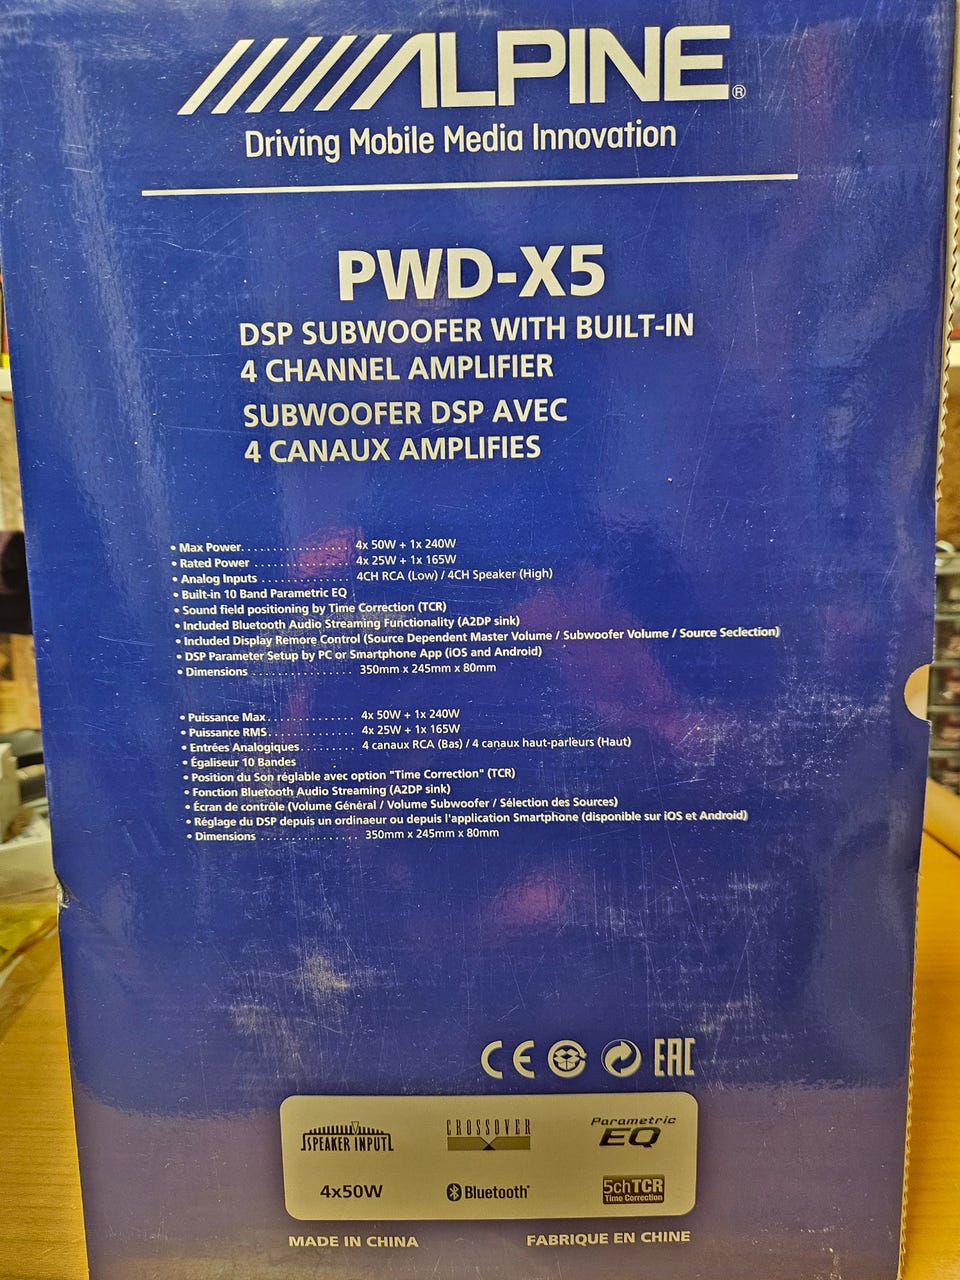 ALPINE®
Driving Mobile Media Innovation
PWD-X5
DSP SUBWOOFER WITH BUILT-IN
4 CHANNEL AMPLIFIER
SUBWOOFER DSP AVEC
4 CANAUX AMPLIFIES
• Max Power. . . . . . . . . . . . . . . . . 4x 50W + 1x 240W
• Rated Power . . . . . . . . . . . . . . . 4x 25W + 1x 165W
• Analog Inputs . . . . . . . . . . . . . . 4CH RCA (Low) / 4CH Speaker (High)
• Built-in 10 Band Parametric EQ
• Sound field positioning by Time Correction (TCR)
• Included Bluetooth Audio Streaming Functionality (A2DP sink)
• Included Display Remore Control (Source Dependent Master Volume / Subwoofer Volume / Source Seclection)
• DSP Parameter Setup by PC or Smartphone App (iOS and Android)
• Dimensions . . . . . . . . . . . . . . . . 350mm x 245mm x 80mm
• Puissance Max. . . . . . . . . . . . . . 4x 50W + 1x 240W
• Puissance RMS. . . . . . . . . . . . . . 4x 25W + 1x 165W
• Entrées Analogiques. . . . . . . . . 4 canaux RCA (Bas) / 4 canaux haut-parleurs (Haut)
• Égaliseur 10 Bandes
• Position du Son réglable avec option "Time Correction" (TCR)
• Fonction Bluetooth Audio Streaming (A2DP sink)
• Écran de contrôle (Volume Général / Volume Subwoofer / Sélection des Sources)
• Réglage du DSP depuis un ordinaeur ou depuis l'application Smartphone (disponible sur iOS et Android)
• Dimensions . . . . . . . . . . . . . . . . 350mm x 245mm x 80mm
CE EAC
SPEAKER INPUT CROSSOVER Parametric EQ
4x50W Bluetooth® 5chTCR Time Correction
MADE IN CHINA FABRIQUE EN CHINE